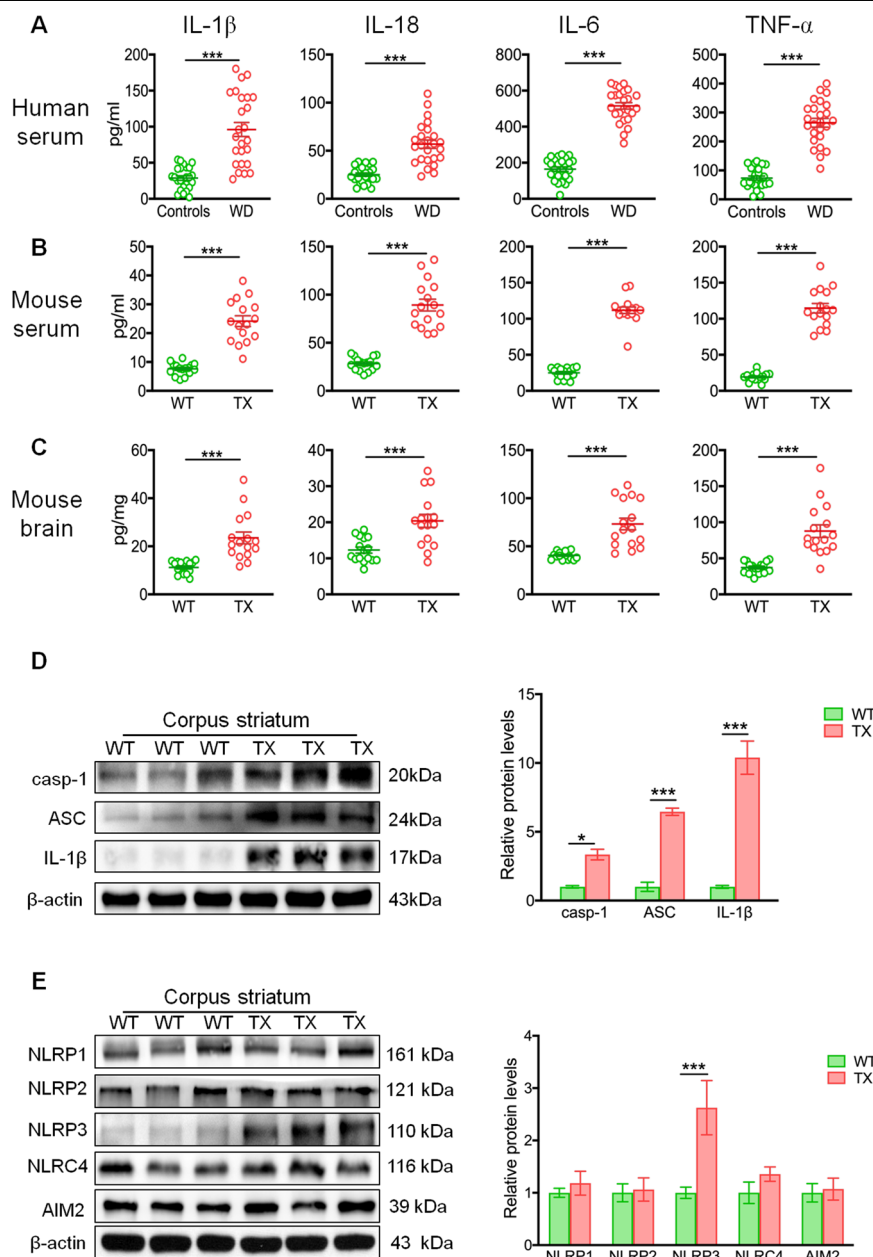 A
IL-1β IL-18 IL-6 TNF-α
Human serum
pg/ml
200 150 100 50 0
150 100 50 0
800 600 400 200 0
500 400 300 200 100 0
*** *** *** ***
Controls WD Controls WD Controls WD Controls WD
B
Mouse serum
pg/ml
50 40 30 20 10 0
150 100 50 0
200 150 100 50 0
200 150 100 50 0
*** *** *** ***
WT TX WT TX WT TX WT TX
C
Mouse brain
pg/mg
60 40 20 0
40 30 20 10 0
150 100 50 0
200 150 100 50 0
*** *** *** ***
WT TX WT TX WT TX WT TX
D
Corpus striatum
WT WT WT TX TX TX
casp-1 20kDa
ASC 24kDa
IL-1β 17kDa
β-actin 43kDa
Relative protein levels
15 10 5 0
* *** ***
casp-1 ASC IL-1β
WT
TX
E
Corpus striatum
WT WT WT TX TX TX
NLRP1 161 kDa
NLRP2 121 kDa
NLRP3 110 kDa
NLRC4 116 kDa
AIM2 39 kDa
β-actin 43 kDa
Relative protein levels
4 3 2 1 0
***
NLRP1 NLRP2 NLRP3 NLRC4 AIM2
WT
TX